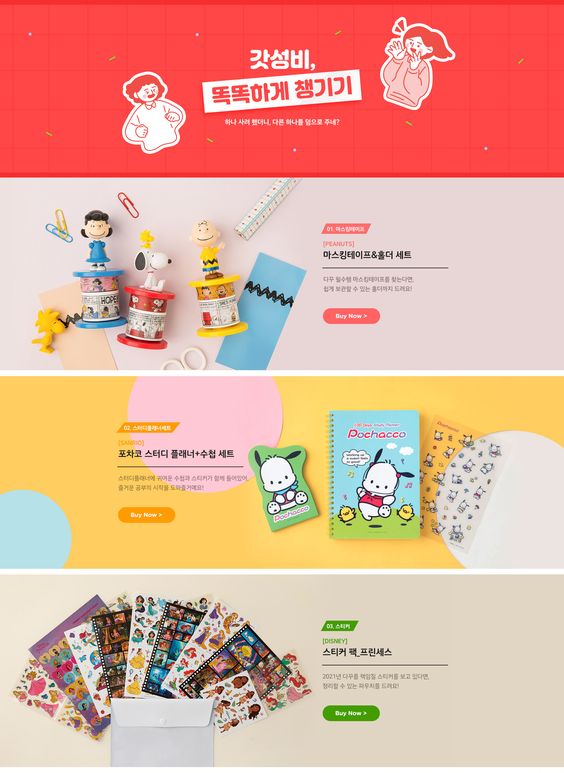 갓성비,
똑똑하게 챙기기
하나 사려 했더니, 다른 하나를 덤으로 주네?
01. 마스킹테이프
[PEANUTS]
마스킹테이프&홀더 세트
다꾸 필수템 마스킹테이프를 찾는다면,
쉽게 보관할 수 있는 홀더까지 드려요!
Buy Now >
HOPE
02. 스터디플래너세트
[SANRIO]
포차코 스터디 플래너+수첩 세트
스터디플래너에 귀여운 수첩과 스티커가 함께 들어있어,
즐거운 공부의 시작을 도와줄거예요!
Buy Now >
Pochacco
Pochacco
03. 스티커
[DISNEY]
스티커 팩_프린세스
2021년 다꾸를 책임질 스티커를 보고 있다면,
정리할 수 있는 파우치를 드려요!
Buy Now >